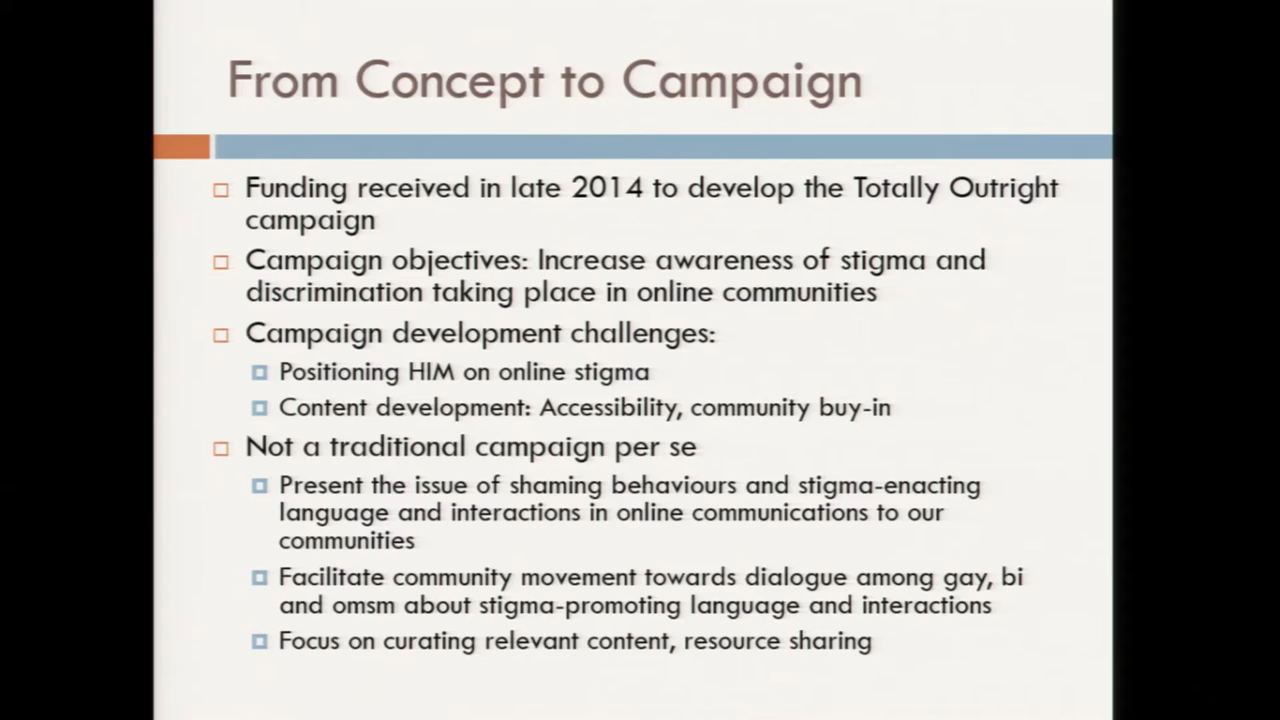 From Concept to Campaign
Funding received in late 2014 to develop the Totally Outright
campaign
Campaign objectives: Increase awareness of stigma and
discrimination taking place in online communities
Campaign development challenges:
Positioning HIM on online stigma
Content development: Accessibility, community buy-in
Not a traditional campaign per se
Present the issue of shaming behaviours and stigma-enacting
language and interactions in online communications to our
communities
Facilitate community movement towards dialogue among gay, bi
and omsm about stigma-promoting language and interactions
Focus on curating relevant content, resource sharing